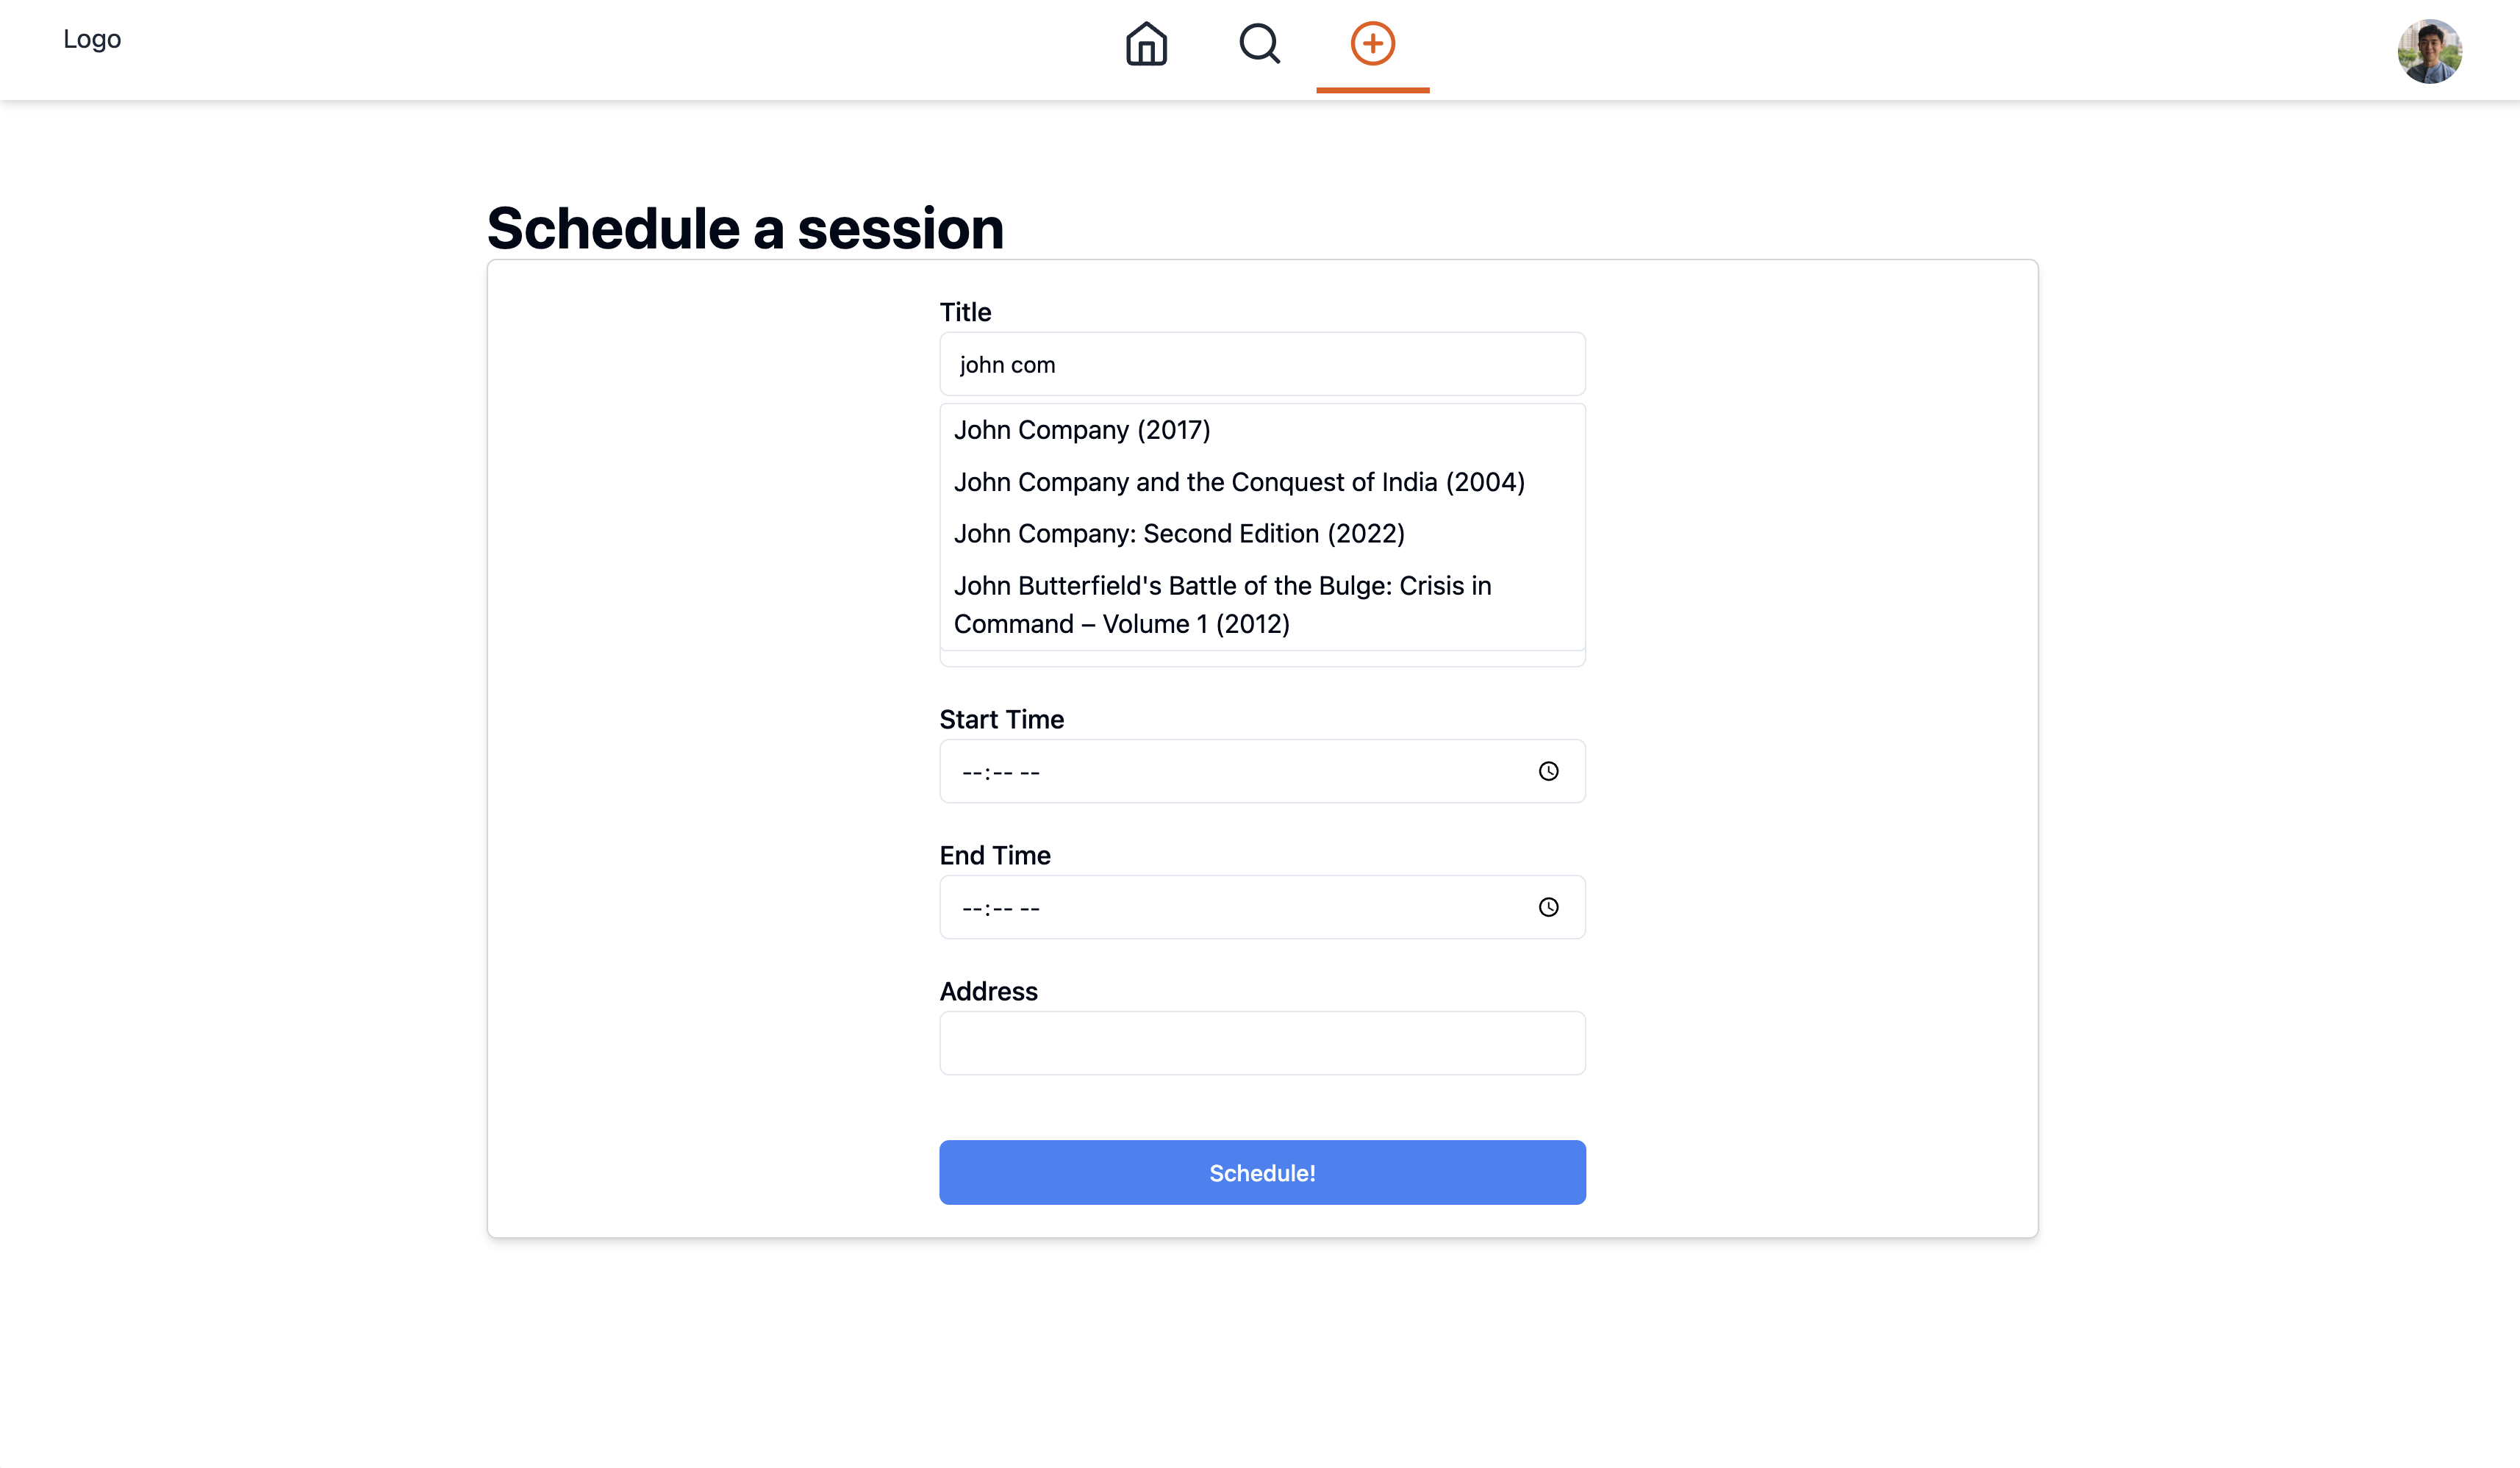 Logo
Schedule a session
Title
john com
John Company (2017)
John Company and the Conquest of India (2004)
John Company: Second Edition (2022)
John Butterfield's Battle of the Bulge: Crisis in
Command – Volume 1 (2012)
Start Time
--:-- --
End Time
--:-- --
Address
Schedule!